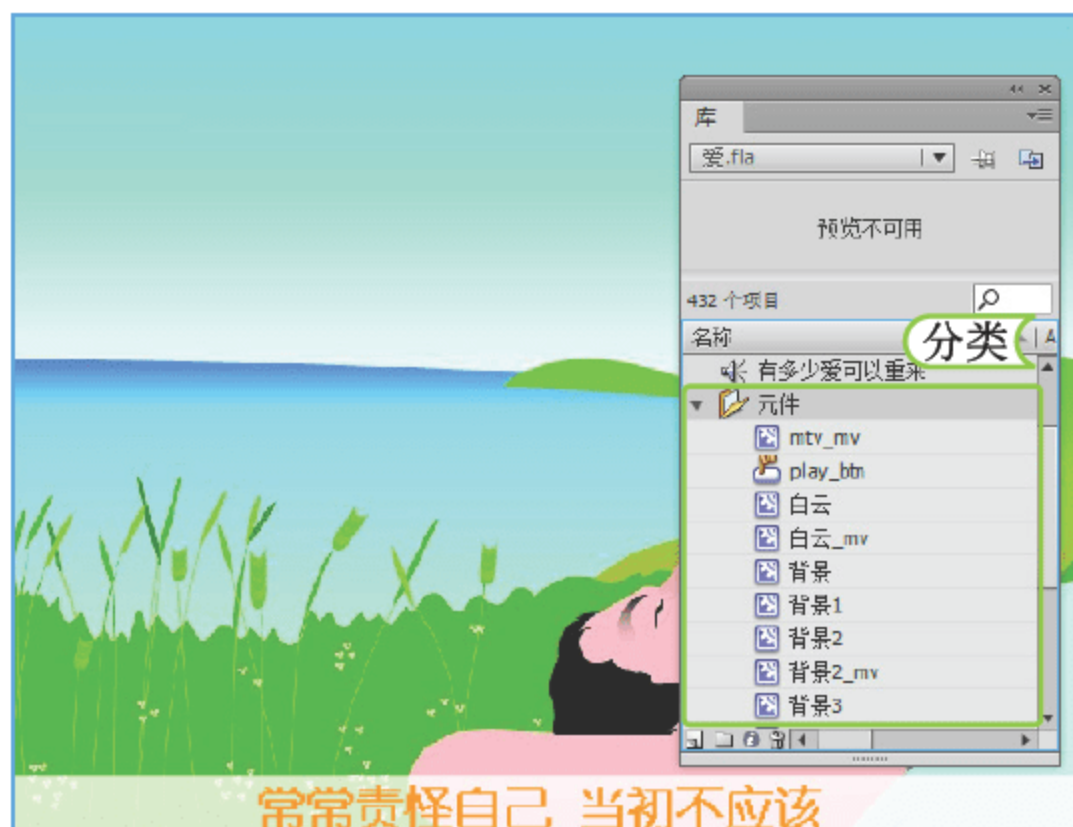 库
爱.fla
预览不可用
432 个项目
名称
分类
A
有多少爱可以重来
元件
mtv_mv
play_btn
白云
白云_mv
背景
背景1
背景2
背景2_mv
背景3
常常责怪自己 当初不应该